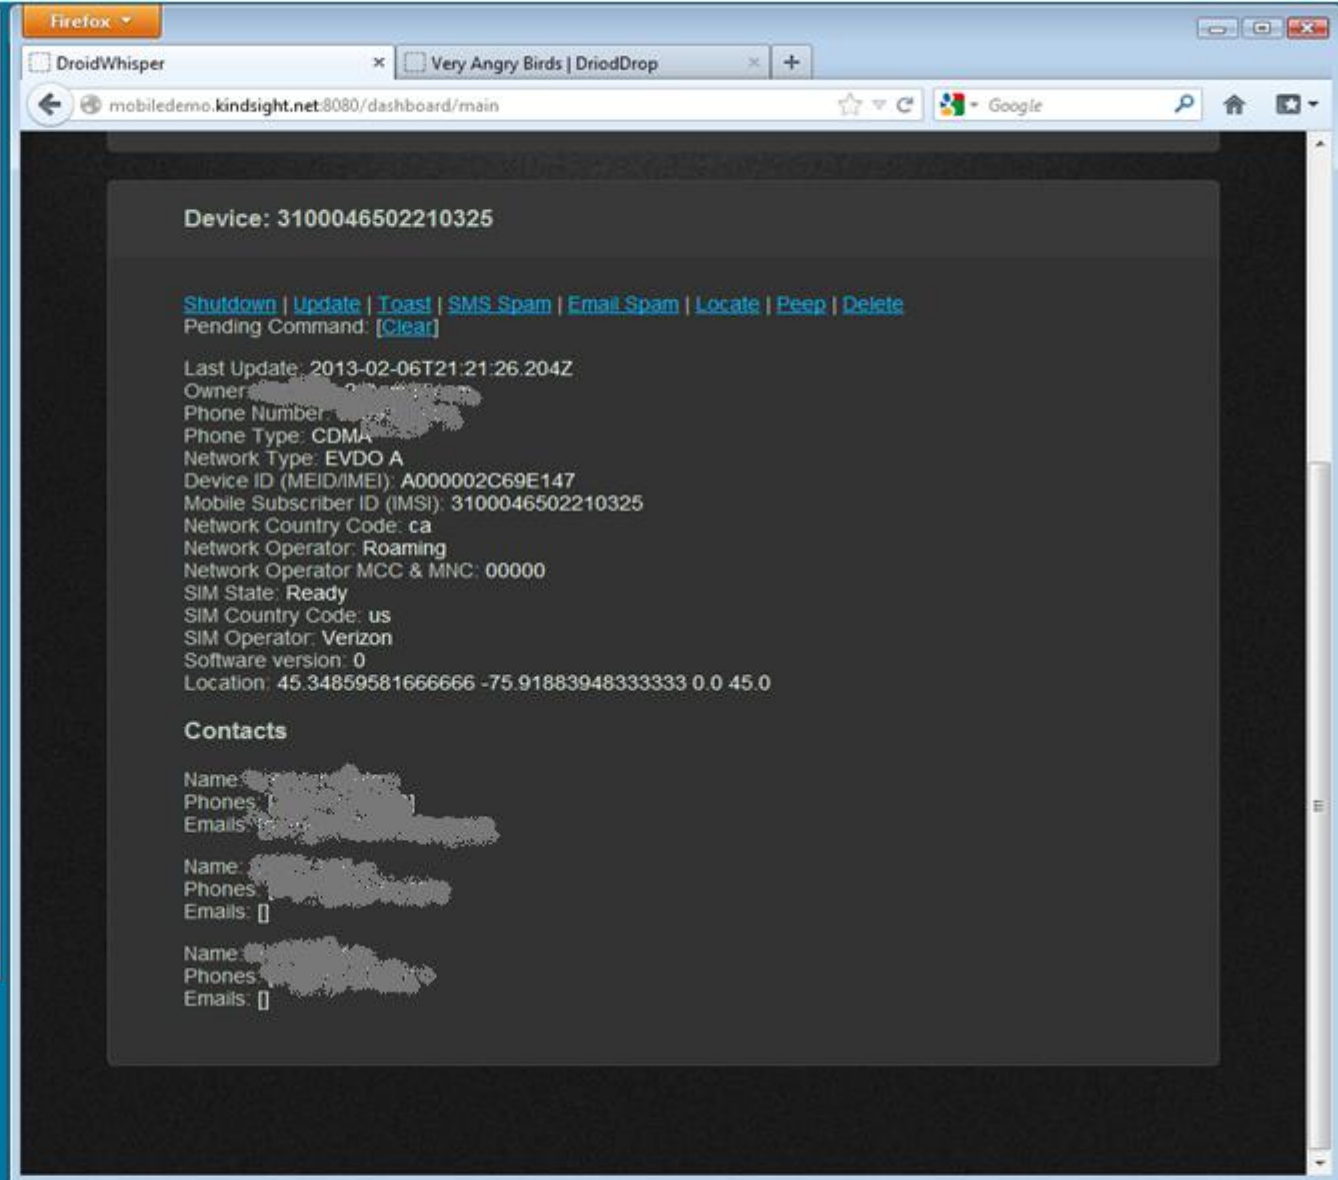 Firefox
DroidWhisper
Very Angry Birds | DriodDrop
mobiledemo.kindsight.net:8080/dashboard/main
Google
Device: 3100046502210325
Shutdown | Update | Toast | SMS Spam | Email Spam | Locate | Peep | Delete
Pending Command: [Clear]
Last Update: 2013-02-06T21:21:26.204Z
Owner:
Phone Number:
Phone Type: CDMA
Network Type: EVDO A
Device ID (MEID/IMEI): A000002C69E147
Mobile Subscriber ID (IMSI): 3100046502210325
Network Country Code: ca
Network Operator: Roaming
Network Operator MCC & MNC: 00000
SIM State: Ready
SIM Country Code: us
SIM Operator: Verizon
Software version: 0
Location: 45.34859581666666 -75.91883948333333 0.0 45.0
Contacts
Name:
Phones: [ ]
Emails:
Name:
Phones: [
Emails: []
Name:
Phones: [
Emails: []